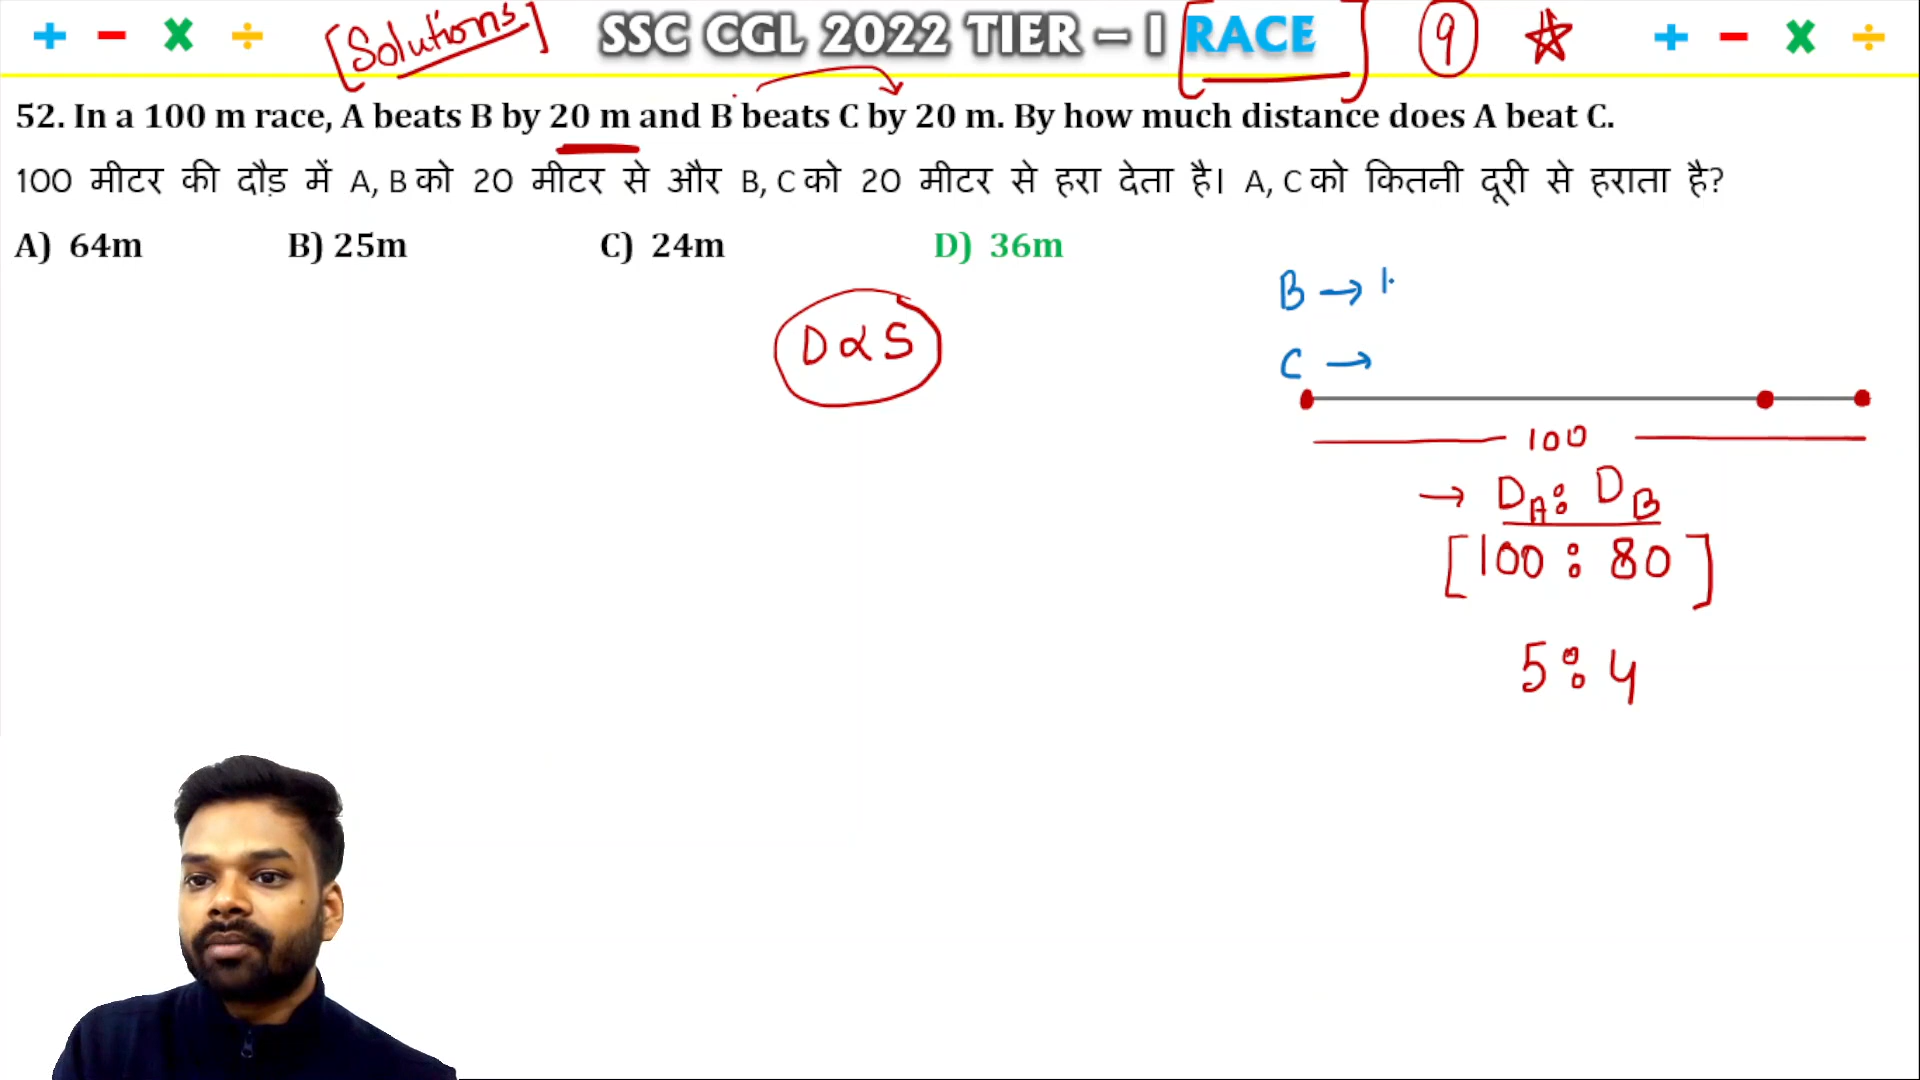 + − × ÷ [Solutions] SSC CGL 2022 TIER – I [RACE] 9 + − × ÷
52. In a 100 m race, A beats B by 20 m and B beats C by 20 m. By how much distance does A beat C.
100 मीटर की दौड़ में A, B को 20 मीटर से और B, C को 20 मीटर से हरा देता है। A, C को कितनी दूरी से हराता है?
A) 64m B) 25m C) 24m D) 36m
B →
D ∝ S
C →
100
→ D_A : D_B
[100 : 80]
5 : 4